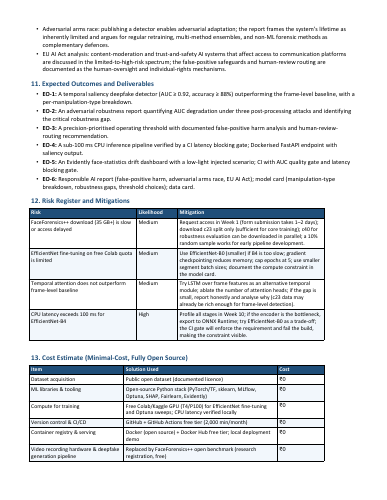 • Adversarial arms race: publishing a detector enables adversarial adaptation; the report frames the system's lifetime as
inherently limited and argues for regular retraining, multi-method ensembles, and non-ML forensic methods as
complementary defences.
• EU AI Act analysis: content-moderation and trust-and-safety AI systems that affect access to communication platforms
are discussed in the limited-to-high-risk spectrum; the false-positive safeguards and human-review routing are
documented as the human-oversight and individual-rights mechanisms.
11. Expected Outcomes and Deliverables
• EO-1: A temporal saliency deepfake detector (AUC ≥ 0.92, accuracy ≥ 88%) outperforming the frame-level baseline, with a
per-manipulation-type breakdown.
• EO-2: An adversarial robustness report quantifying AUC degradation under three post-processing attacks and identifying
the critical robustness gap.
• EO-3: A precision-prioritised operating threshold with documented false-positive harm analysis and human-review-
routing recommendation.
• EO-4: A sub-100 ms CPU inference pipeline verified by a CI latency blocking gate; Dockerised FastAPI endpoint with
saliency output.
• EO-5: An Evidently face-statistics drift dashboard with a low-light injected scenario; CI with AUC quality gate and latency
blocking gate.
• EO-6: Responsible AI report (false-positive harm, adversarial arms race, EU AI Act); model card (manipulation-type
breakdown, robustness gaps, threshold choices); data card.
12. Risk Register and Mitigations
Risk Likelihood Mitigation
FaceForensics++ download (35 GB+) is slow Medium Request access in Week 1 (form submission takes 1–2 days);
or access delayed download c23 split only (sufficient for core training); c40 for
robustness evaluation can be downloaded in parallel; a 10%
random sample works for early pipeline development.
EfficientNet fine-tuning on free Colab quota Medium Use EfficientNet-B0 (smaller) if B4 is too slow; gradient
is limited checkpointing reduces memory; cap epochs at 5; use smaller
segment batch sizes; document the compute constraint in
the model card.
Temporal attention does not outperform Medium Try LSTM over frame features as an alternative temporal
frame-level baseline module; ablate the number of attention heads; if the gap is
small, report honestly and analyse why (c23 data may
already be rich enough for frame-level detection).
CPU latency exceeds 100 ms for High Profile all stages in Week 10; if the encoder is the bottleneck,
EfficientNet-B4 export to ONNX Runtime; try EfficientNet-B0 as a trade-off;
the CI gate will enforce the requirement and fail the build,
making the constraint visible.
13. Cost Estimate (Minimal-Cost, Fully Open Source)
Item Solution Used Cost
Dataset acquisition Public open dataset (documented licence) ₹0
ML libraries & tooling Open-source Python stack (PyTorch/TF, sklearn, MLflow, ₹0
Optuna, SHAP, Fairlearn, Evidently)
Compute for training Free Colab/Kaggle GPU (T4/P100) for EfficientNet fine-tuning ₹0
and Optuna sweeps; CPU latency verified locally
Version control & CI/CD GitHub + GitHub Actions free tier (2,000 min/month) ₹0
Container registry & serving Docker (open source) + Docker Hub free tier; local deployment ₹0
demo
Video recording hardware & deepfake Replaced by FaceForensics++ open benchmark (research ₹0
generation pipeline registration, free)